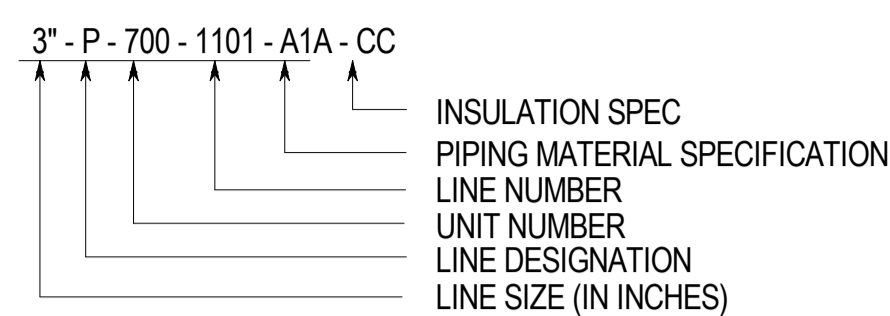 3" - P - 700 - 1101 - A1A - CC
INSULATION SPEC
PIPING MATERIAL SPECIFICATION
LINE NUMBER
UNIT NUMBER
LINE DESIGNATION
LINE SIZE (IN INCHES)